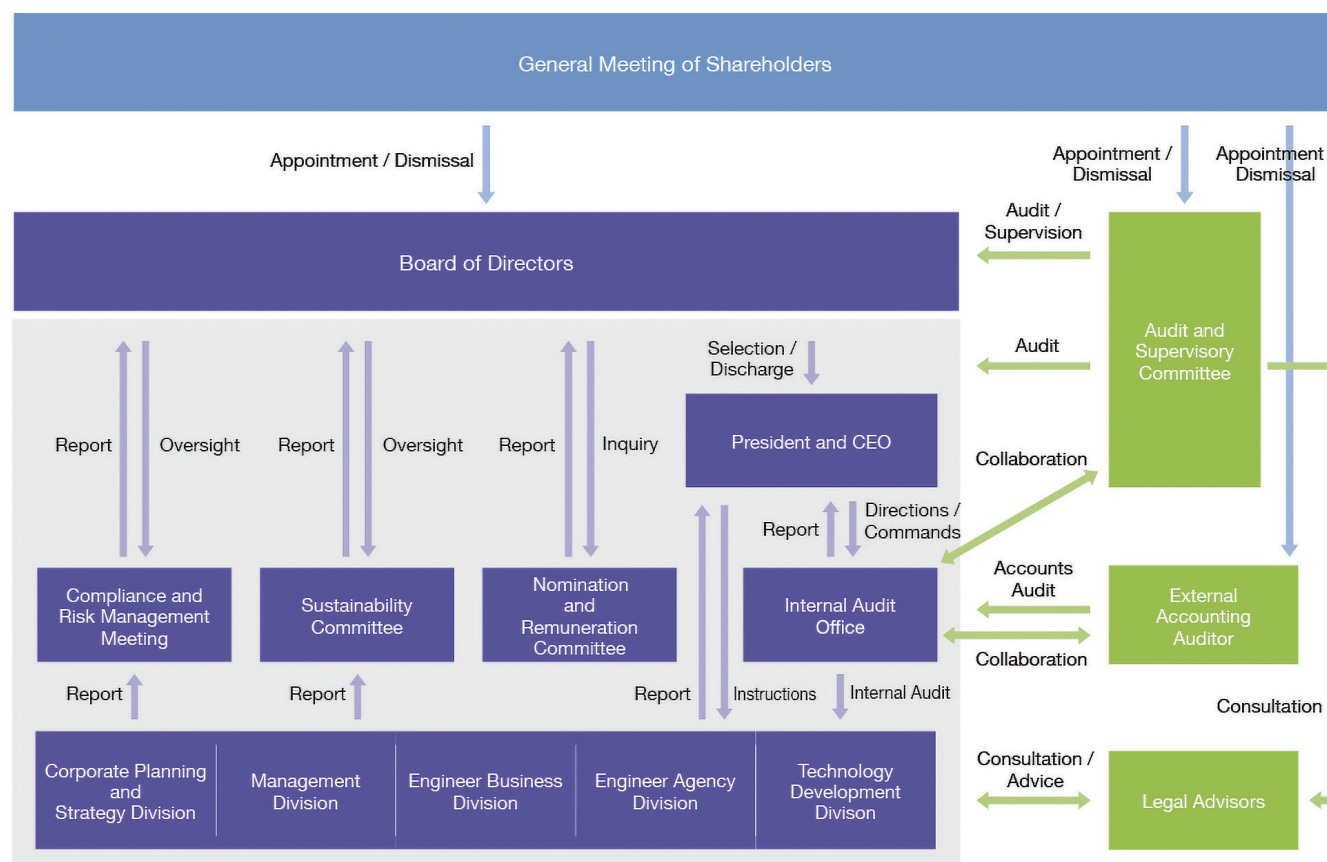 General Meeting of Shareholders
Appointment / Dismissal
Appointment /
Dismissal
Appointment
Dismissal
Board of Directors
Audit /
Supervision
Audit and
Supervisory
Committee
Audit
Selection /
Discharge
President and CEO
Report
Oversight
Report
Oversight
Report
Inquiry
Collaboration
Report
Directions /
Commands
Compliance and
Risk Management
Meeting
Sustainability
Committee
Nomination
and
Remuneration
Committee
Internal Audit
Office
Accounts
Audit
Collaboration
External
Accounting
Auditor
Report
Report
Report
Instructions
Internal Audit
Consultation
Corporate Planning
and
Strategy Division
Management
Division
Engineer Business
Division
Engineer Agency
Division
Technology
Development
Divison
Consultation /
Advice
Legal Advisors